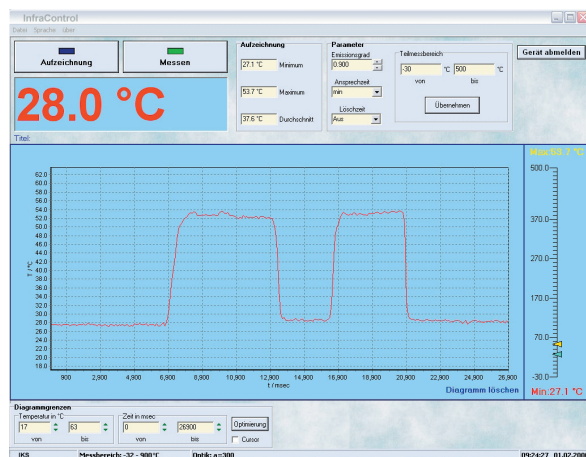 InfraControl
Datei Sprache über
Aufzeichnung Messen
28.0 °C
Titel:
Aufzeichnung
27.1 °C Minimum
53.7 °C Maximum
37.6 °C Durchschnitt
Parameter
Emissionsgrad
0.900
Ansprechzeit
min
Löschzeit
Aus
Teilmessbereich
-30 °C 500 °C
von bis
Übernehmen
Gerät abmelden
Max:53.7 °C
T / °C
62.0
60.0
58.0
56.0
54.0
52.0
50.0
48.0
46.0
44.0
42.0
40.0
38.0
36.0
34.0
32.0
30.0
28.0
26.0
24.0
22.0
20.0
18.0
900 2,900 4,900 6,900 8,900 10,900 12,900 14,900 16,900 18,900 20,900 22,900 24,900 26,900
t / msec
Diagramm löschen
500.0
370.0
270.0
170.0
70.0
-30.0
Min:27.1 °C
Diagrammgrenzen
Temperatur in °C
17 63
von bis
Zeit in msec
0 26900
von bis
Optimierung
Cursor
IKS Messbereich: -32 - 900°C Optik: a=300 09:24:27 01.02.200